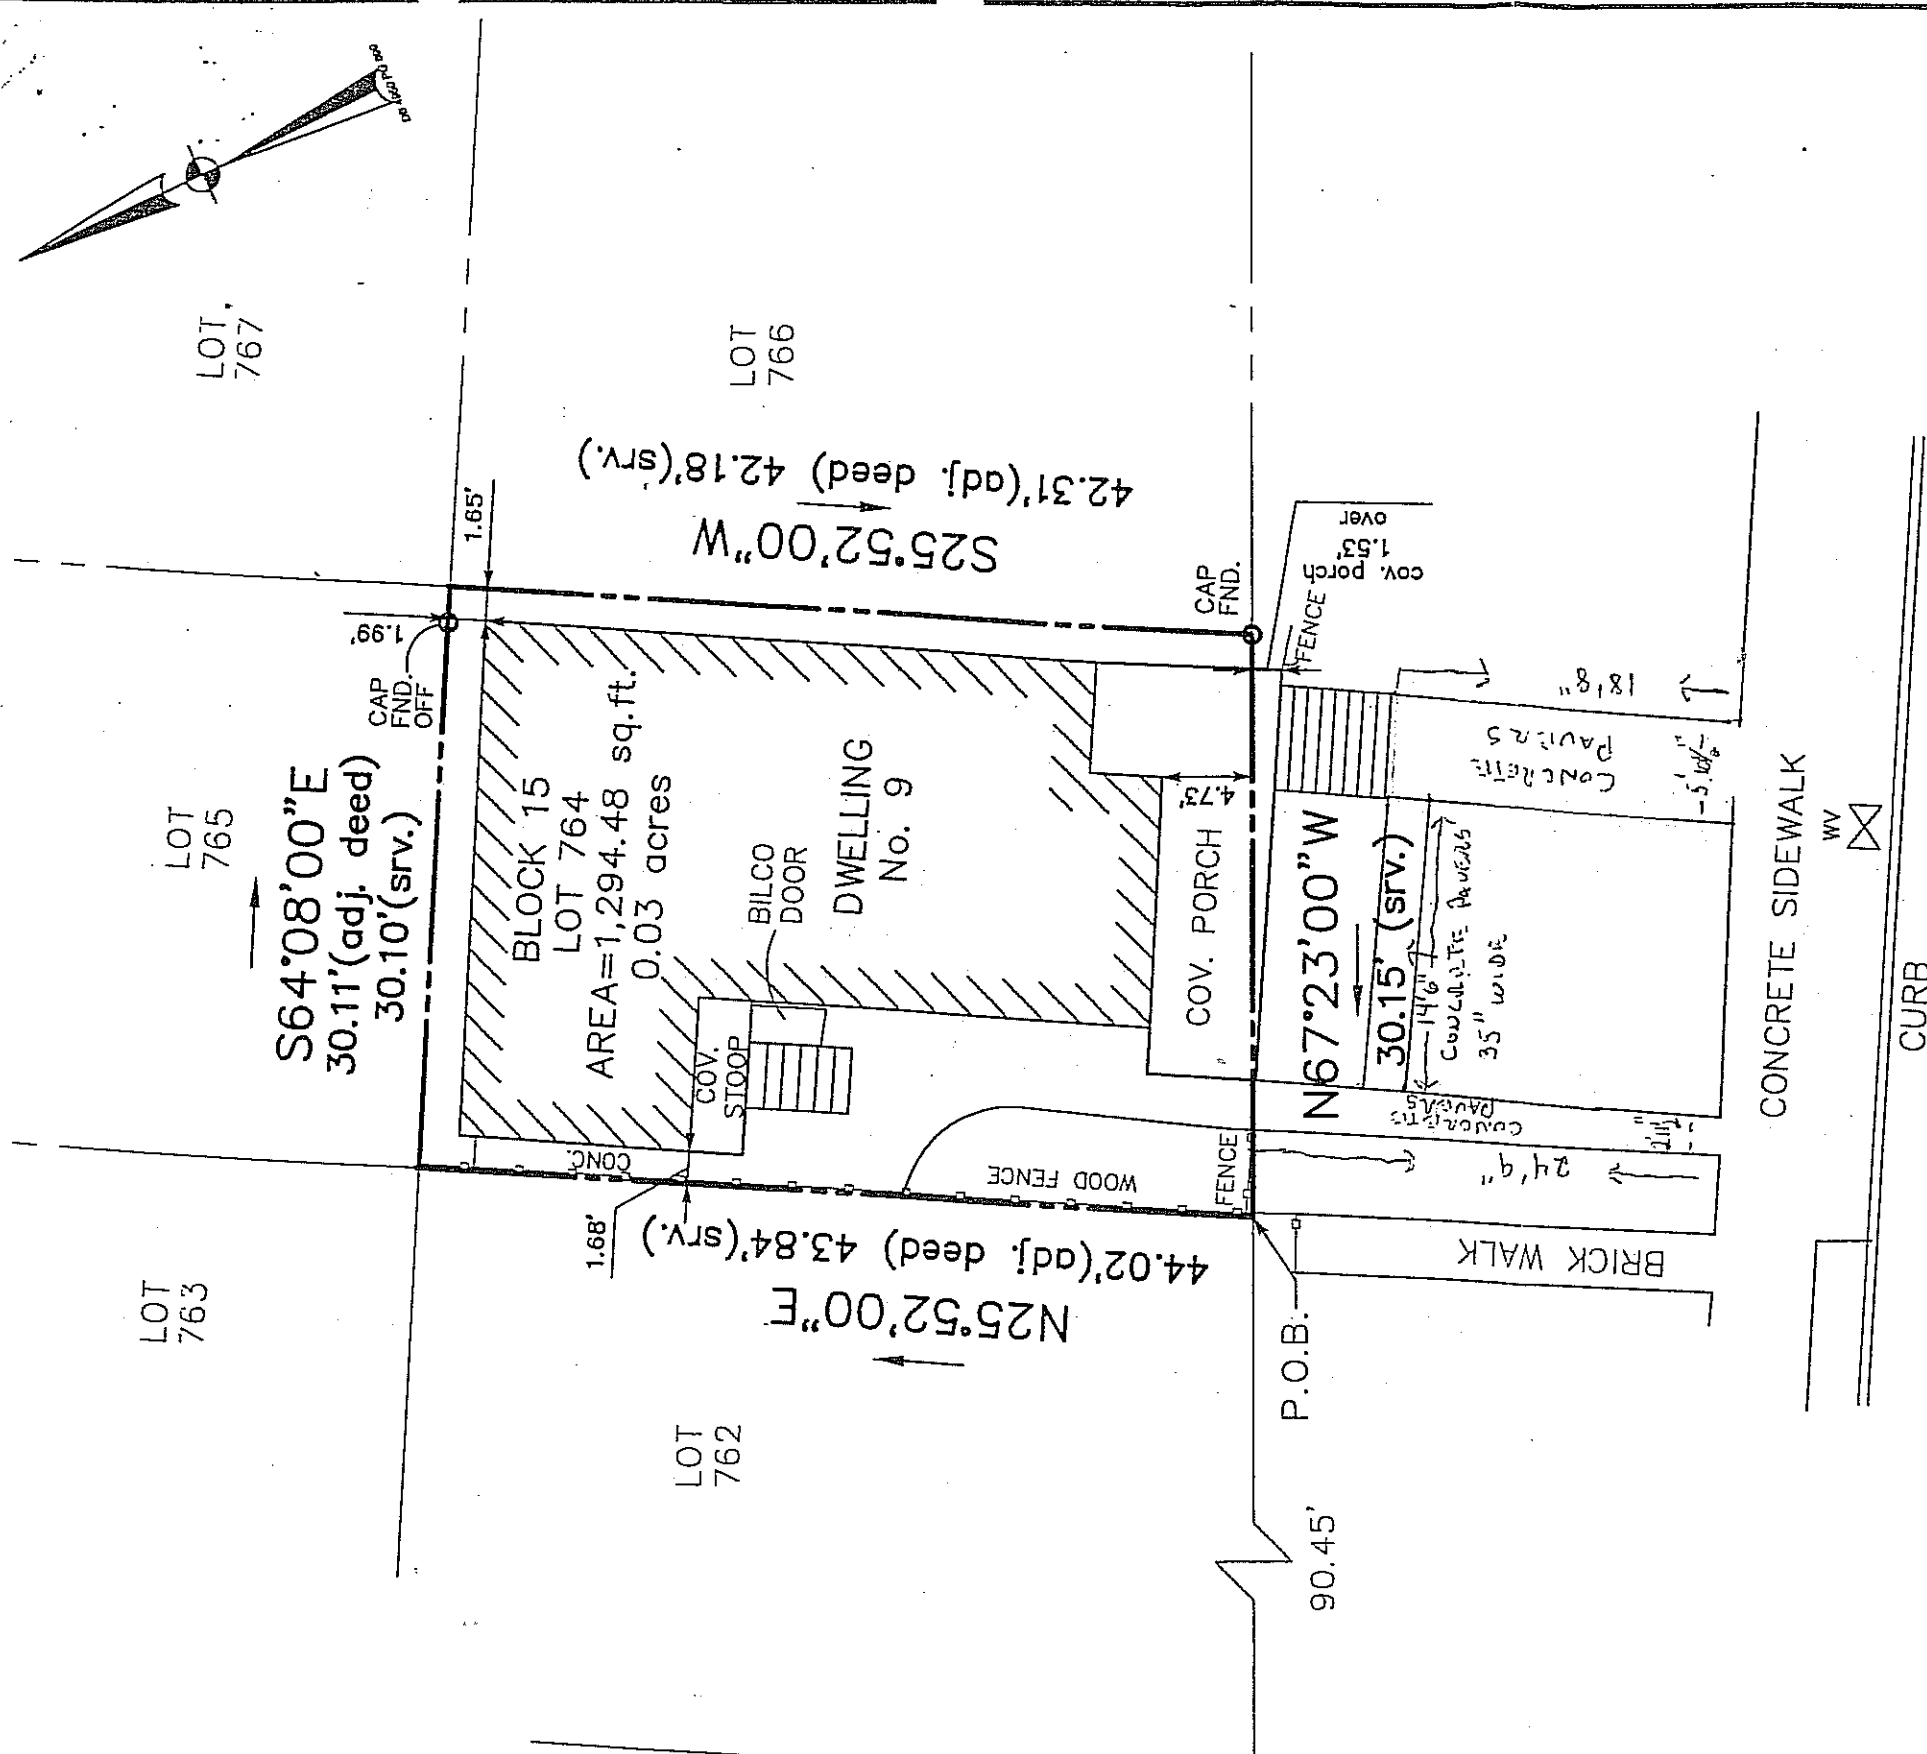 LOT
767
LOT
766
LOT
765
LOT
763
LOT
762
S64°08'00"E
30.11'(adj. deed)
30.10'(srv.)
42.31'(adj. deed) 42.18'(srv.)
S25°52'00"W
1.65'
1.99'
CAP
FND.
OFF
BLOCK 15
LOT 764
AREA=1,294.48 sq.ft.
0.03 acres
BILCO
DOOR
DWELLING
No. 9
COV.
STOOP
CONC.
1.68'
44.02'(adj. deed) 43.84'(srv.)
N25°52'00"E
WOOD FENCE
FENCE
COV. PORCH
4.73'
CAP
FND.
FENCE
cov. porch
1.53'
over
N67°23'00"W
30.15' (srv.)
14'6"
CONCRETE PAVERS
35" WIDE
CONCRETE
PAVERS
18'8"
CONCRETE
PAVERS
24'9"
BRICK WALK
P.O.B.
90.45'
CONCRETE SIDEWALK
WV
CURB